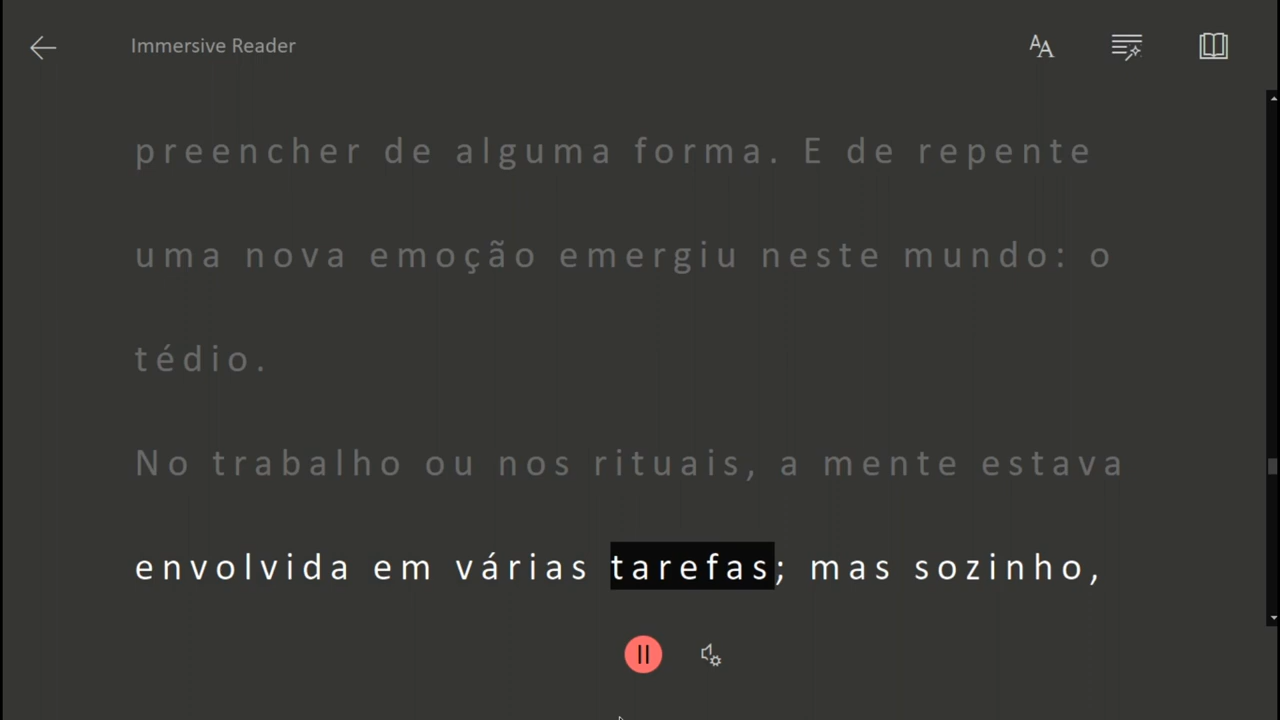 Immersive Reader
preencher de alguma forma. E de repente
uma nova emoção emergiu neste mundo: o
tédio.
No trabalho ou nos rituais, a mente estava
envolvida em várias tarefas; mas sozinho,